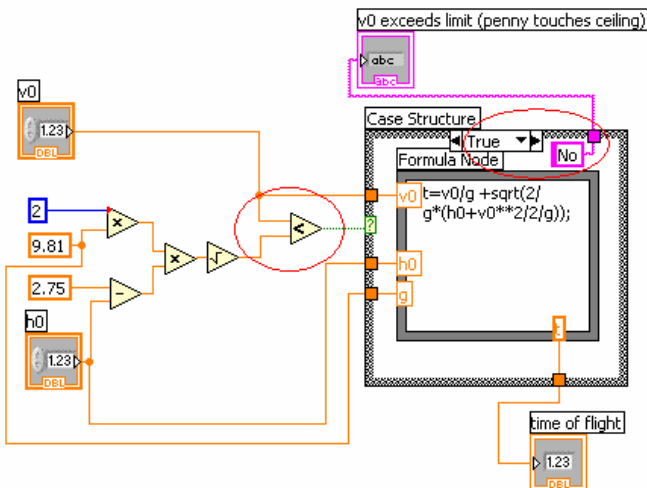 v0 exceeds limit (penny touches ceiling)
abc
abc
v0
1.23
DBL
Case Structure
True
No
Formula Node
v0
t=v0/g +sqrt(2/
g*(h0+v0**2/2/g));
2
×
<
?
9.81
×
√
2.75
−
h0
g
h0
1.23
DBL
t
time of flight
1.23
DBL